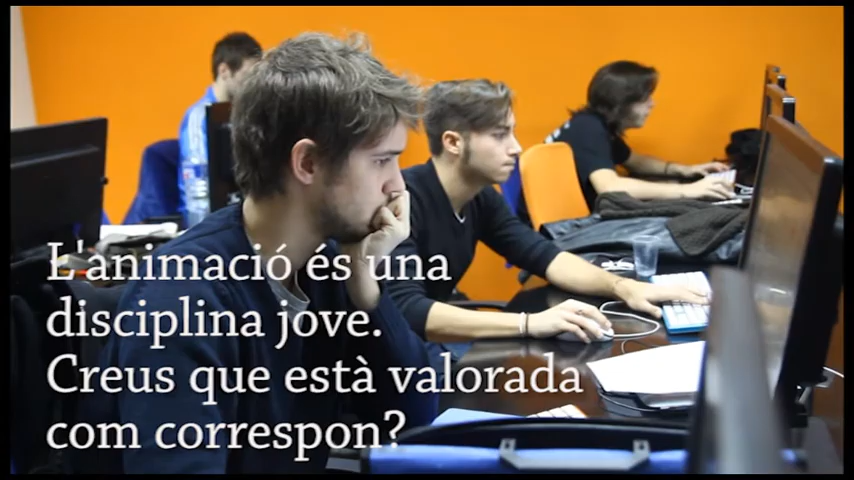 L'animació és una
disciplina jove.
Creus que està valorada
com correspon?